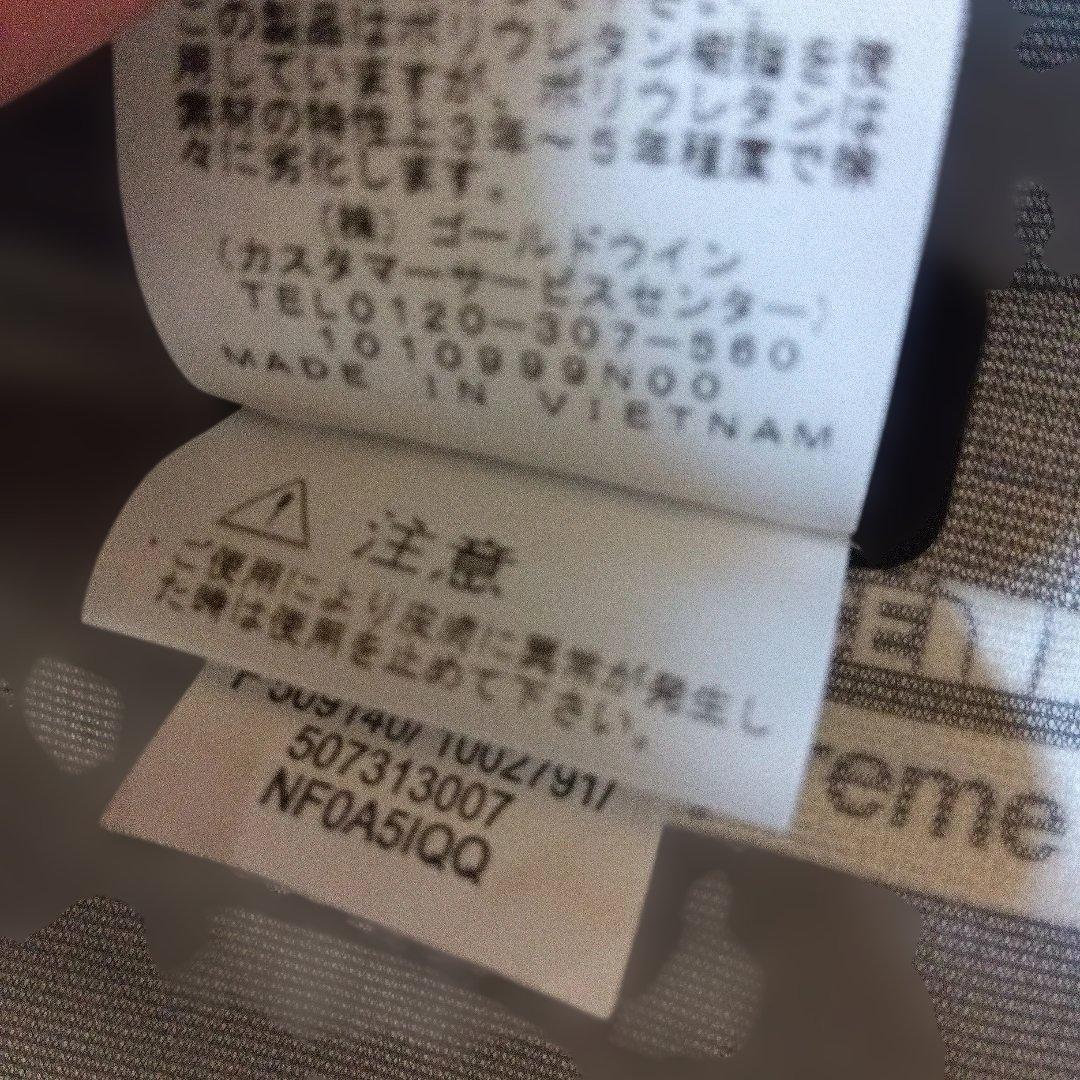 この製品はポリウレタン樹脂を使
用しています が、ポリウレタンは
素材の特性上3年~5年程度で徐
々に劣化します。
(株) ゴールドウイン
(カスタマーサービスセンター)
TEL0120-307-560
1010999N00
MADE IN VIETNAM
注意
ご使用により皮膚に異常が発生し
た時は使用を止めて下さい。
507313007
reme